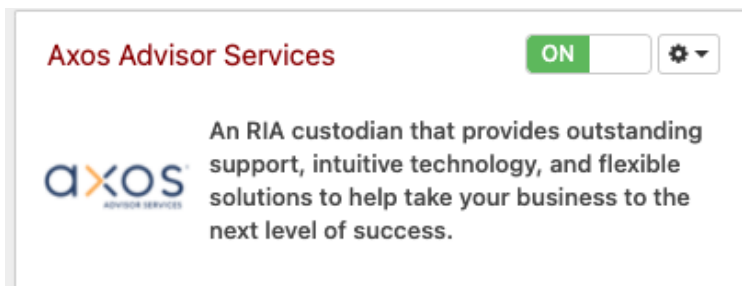 Axos Advisor Services
ON
An RIA custodian that provides outstanding
support, intuitive technology, and flexible
solutions to help take your business to the
next level of success.
axos
ADVISOR SERVICES